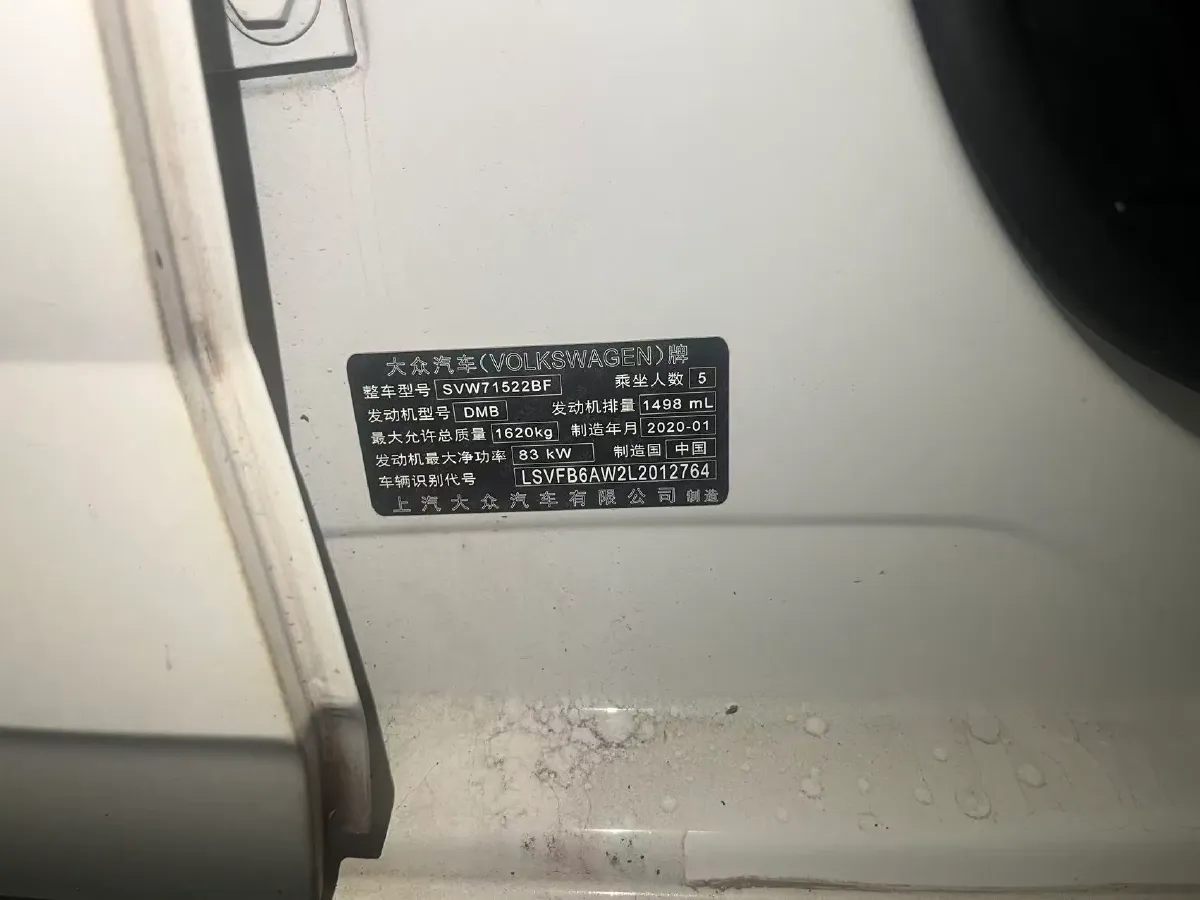 大众汽车(VOLKSWAGEN)牌
整车型号 SVW71522BF 乘坐人数 5
发动机型号 DMB 发动机排量 1498 mL
最大允许总质量 1620kg 制造年月 2020-01
发动机最大净功率 83 kW 制造国 中国
车辆识别代号 LSVFB6AW2L2012764
上汽大众汽车有限公司 制造